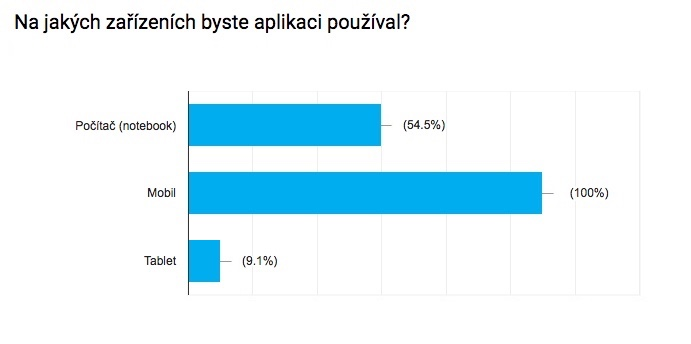 Na jakých zařízeních byste aplikaci používal?
Počítač (notebook)
(54.5%)
Mobil
(100%)
Tablet
(9.1%)